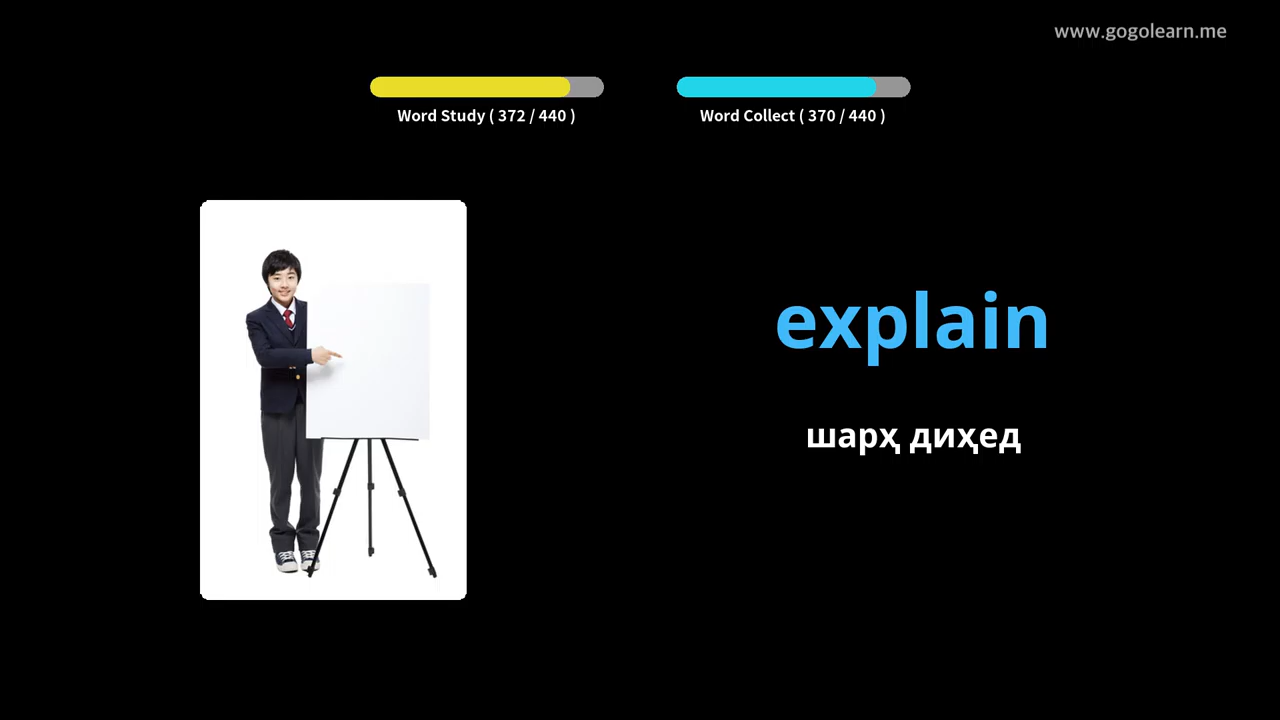 www.gogolearn.me
Word Study ( 372 / 440 )
Word Collect ( 370 / 440 )
explain
шарҳ диҳед